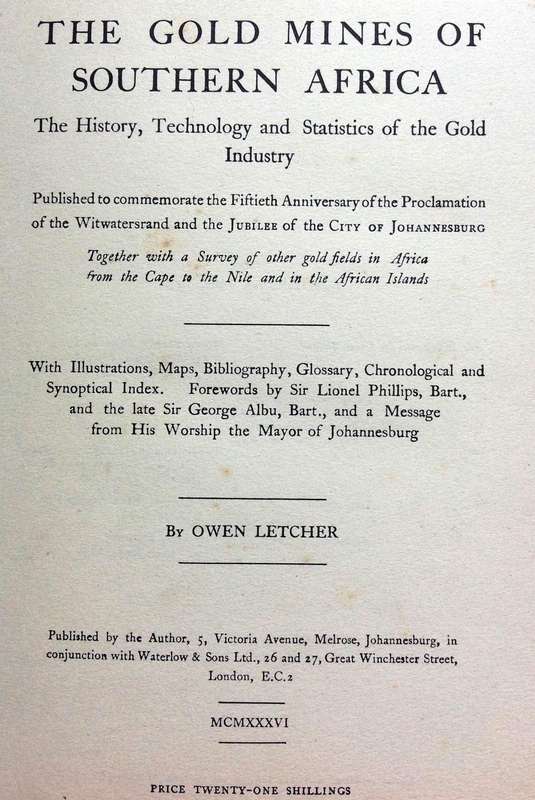 THE GOLD MINES OF
SOUTHERN AFRICA
The History, Technology and Statistics of the Gold
Industry
Published to commemorate the Fiftieth Anniversary of the Proclamation
of the Witwatersrand and the JUBILEE of the CITY OF JOHANNESBURG
Together with a Survey of other gold fields in Africa
from the Cape to the Nile and in the African Islands
With Illustrations, Maps, Bibliography, Glossary, Chronological and
Synoptical Index. Forewords by Sir Lionel Phillips, Bart.,
and the late Sir George Albu, Bart., and a Message
from His Worship the Mayor of Johannesburg
By OWEN LETCHER
Published by the Author, 5, Victoria Avenue, Melrose, Johannesburg, in
conjunction with Waterlow & Sons Ltd., 26 and 27, Great Winchester Street,
London, E.C.2
MCMXXXVI
PRICE TWENTY-ONE SHILLINGS